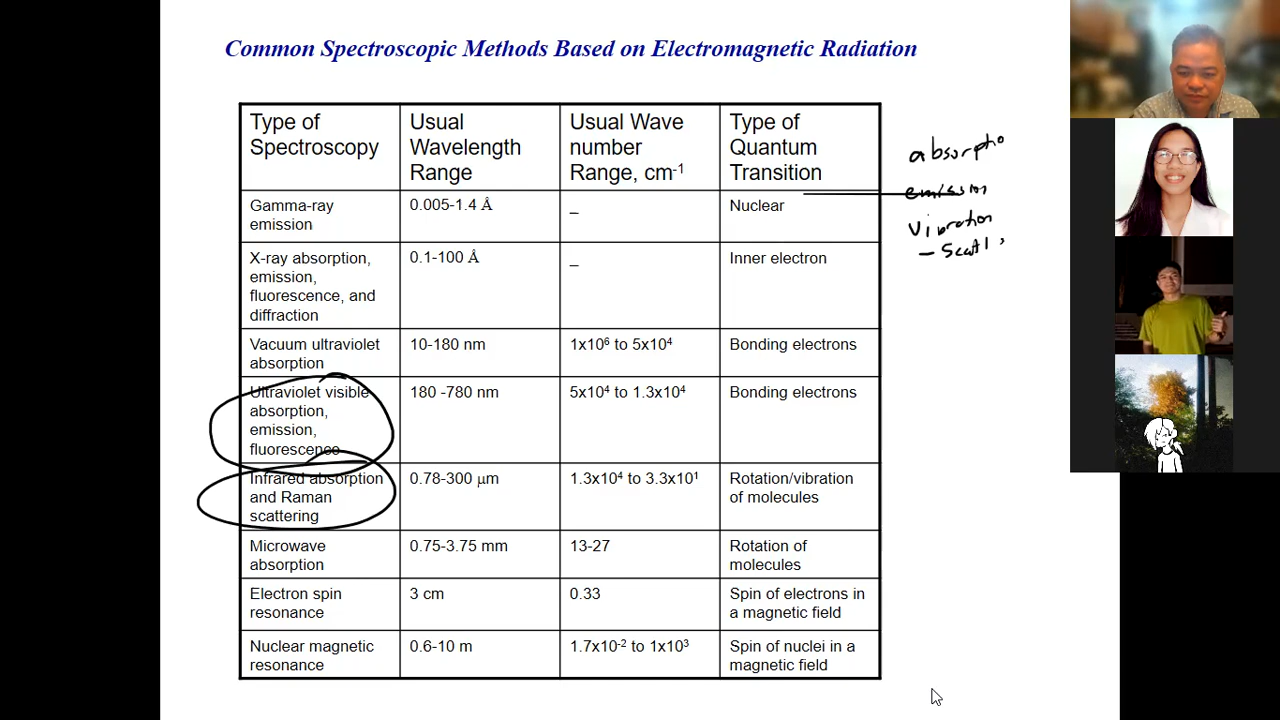 Common Spectroscopic Methods Based on Electromagnetic Radiation
Type of Spectroscopy
Usual Wavelength Range
Usual Wave number Range, cm-1
Type of Quantum Transition
Gamma-ray emission
0.005-1.4 Å
–
Nuclear
X-ray absorption, emission, fluorescence, and diffraction
0.1-100 Å
–
Inner electron
Vacuum ultraviolet absorption
10-180 nm
1x10⁶ to 5x10⁴
Bonding electrons
Ultraviolet visible absorption, emission, fluorescence
180 -780 nm
5x10⁴ to 1.3x10⁴
Bonding electrons
Infrared absorption and Raman scattering
0.78-300 μm
1.3x10⁴ to 3.3x10¹
Rotation/vibration of molecules
Microwave absorption
0.75-3.75 mm
13-27
Rotation of molecules
Electron spin resonance
3 cm
0.33
Spin of electrons in a magnetic field
Nuclear magnetic resonance
0.6-10 m
1.7x10⁻² to 1x10³
Spin of nuclei in a magnetic field
absorptio
emission
Vibration